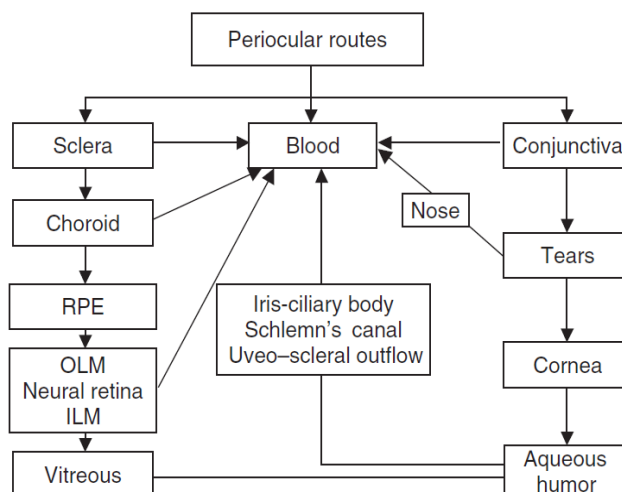 Periocular routes
Sclera
Blood
Conjunctiva
Choroid
Nose
Tears
RPE
Iris-ciliary body
Schlemn's canal
Uveo–scleral outflow
OLM
Neural retina
ILM
Cornea
Vitreous
Aqueous
humor